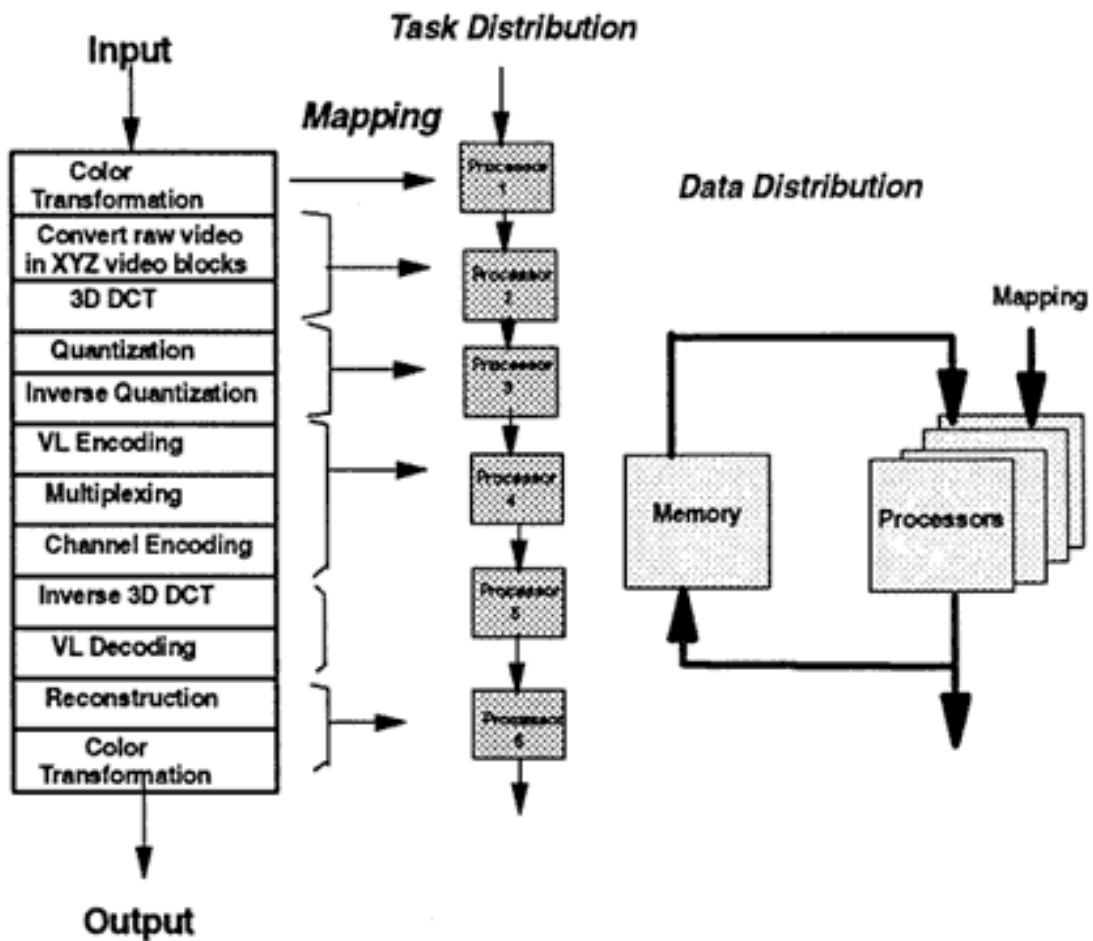 Task Distribution
Input
Mapping
Color
Transformation
Convert raw video
in XYZ video blocks
3D DCT
Quantization
Inverse Quantization
VL Encoding
Multiplexing
Channel Encoding
Inverse 3D DCT
VL Decoding
Reconstruction
Color
Transformation
Output
Processor
1
Processor
2
Processor
3
Processor
4
Processor
5
Processor
6
Data Distribution
Mapping
Memory
Processors